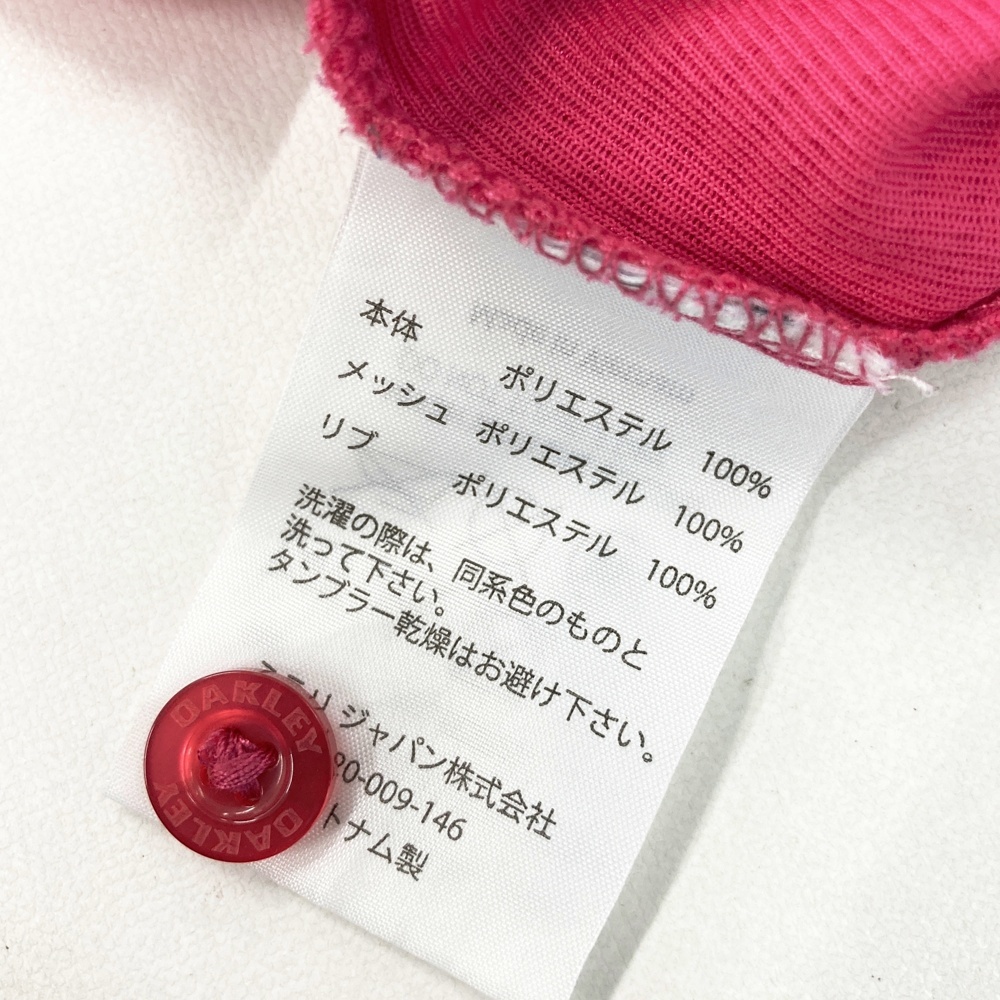 本体 ポリエステル 100%
メッシュ ポリエステル 100%
リブ ポリエステル 100%
洗濯の際は、同系色のものと
洗って下さい。
タンブラー乾燥はお避け下さい。
ジャパン株式会社
0-009-146
トナム製
OAKLEY
OAKLEY